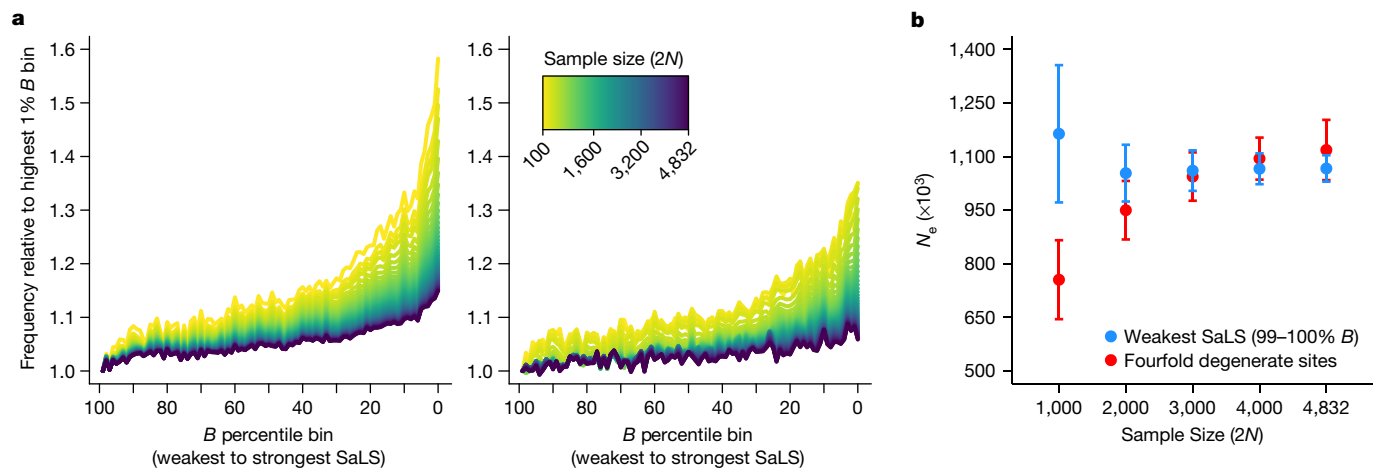 a
Frequency relative to highest 1% B bin
1.6
1.5
1.4
1.3
1.2
1.1
1.0
100 80 60 40 20 0
B percentile bin
(weakest to strongest SaLS)
1.6
1.5
1.4
1.3
1.2
1.1
1.0
Sample size (2N)
100 1,600 3,200 4,832
100 80 60 40 20 0
B percentile bin
(weakest to strongest SaLS)
b
Ne (×10³)
1,400
1,250
1,100
950
800
650
500
Weakest SaLS (99–100% B)
Fourfold degenerate sites
1,000 2,000 3,000 4,000 4,832
Sample Size (2N)